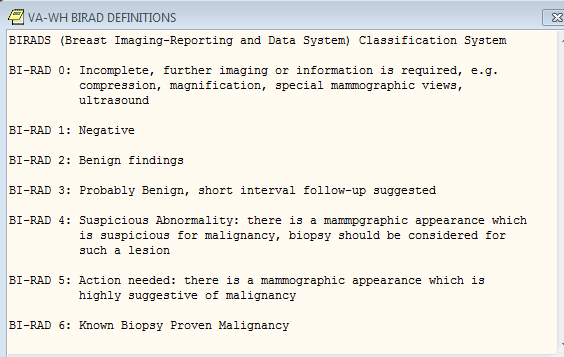 VA-WH BIRAD DEFINITIONS
BIRADS (Breast Imaging-Reporting and Data System) Classification System
BI-RAD 0: Incomplete, further imaging or information is required, e.g.
compression, magnification, special mammographic views,
ultrasound
BI-RAD 1: Negative
BI-RAD 2: Benign findings
BI-RAD 3: Probably Benign, short interval follow-up suggested
BI-RAD 4: Suspicious Abnormality: there is a mammpgraphic appearance which
is suspicious for malignancy, biopsy should be considered for
such a lesion
BI-RAD 5: Action needed: there is a mammographic appearance which is
highly suggestive of malignancy
BI-RAD 6: Known Biopsy Proven Malignancy